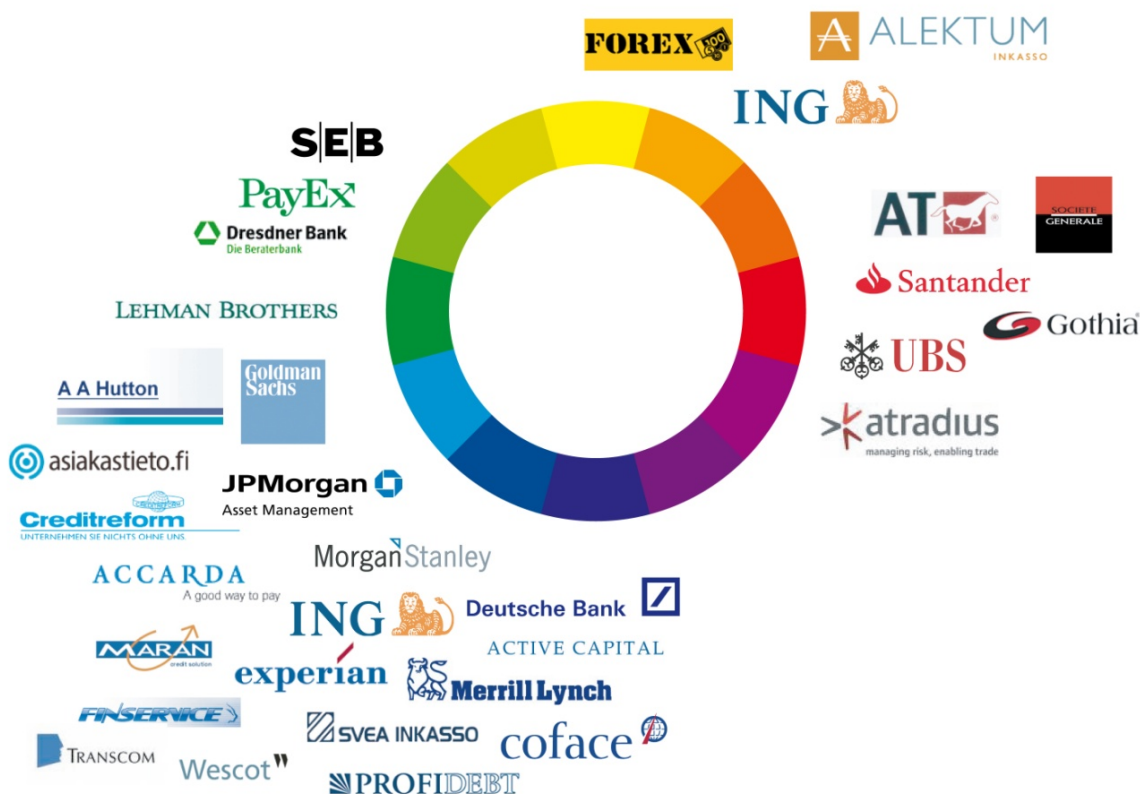 FOREX
100
ALEKTUM
INKASSO
ING
S|E|B
PayEx
Dresdner Bank
Die Beraterbank
AT
SOCIETE
GENERALE
Santander
LEHMAN BROTHERS
Gothia
UBS
A A Hutton
Goldman
Sachs
atradius
managing risk, enabling trade
asiakastieto.fi
JPMorgan
Asset Management
Creditreform
UNTERNEHMEN SIE NICHTS OHNE UNS.
Morgan Stanley
ACCARDA
A good way to pay
ING
Deutsche Bank
MARAN
credit solution
ACTIVE CAPITAL
experian
Merrill Lynch
FINSERVICE
SVEA INKASSO
coface
TRANSCOM
Wescot
PROFIDEBT